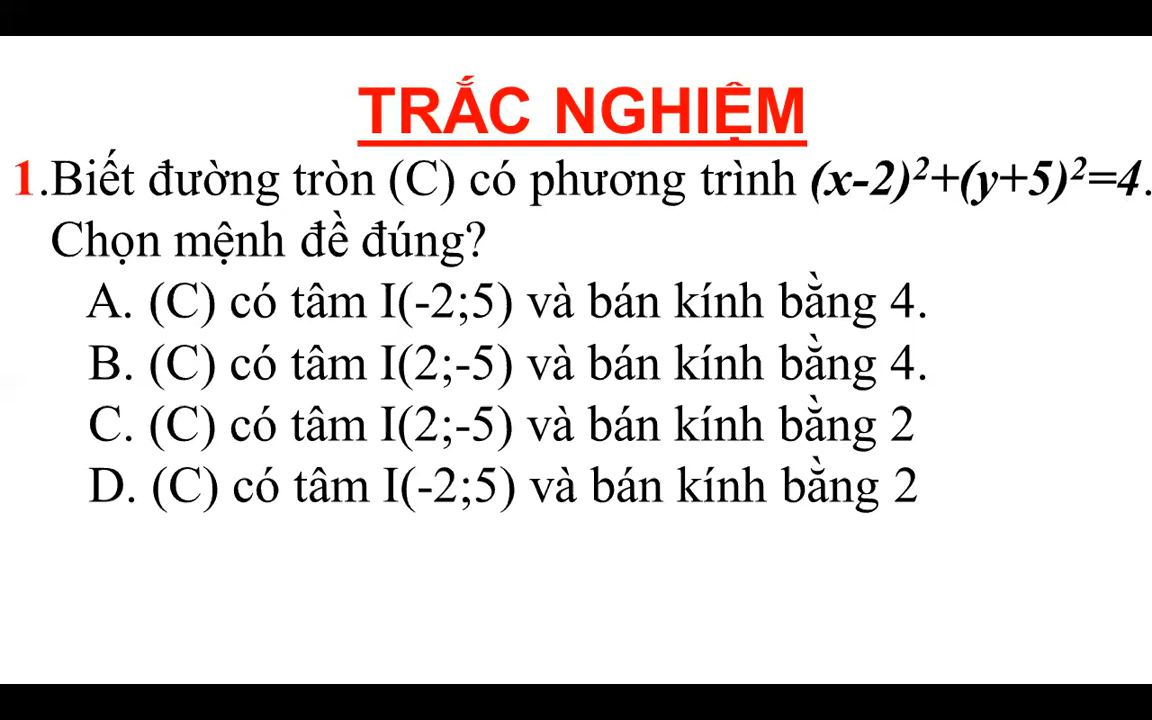 TRẮC NGHIỆM
1.Biết đường tròn (C) có phương trình (x-2)²+(y+5)²=4.
Chọn mệnh đề đúng?
A. (C) có tâm I(-2;5) và bán kính bằng 4.
B. (C) có tâm I(2;-5) và bán kính bằng 4.
C. (C) có tâm I(2;-5) và bán kính bằng 2
D. (C) có tâm I(-2;5) và bán kính bằng 2